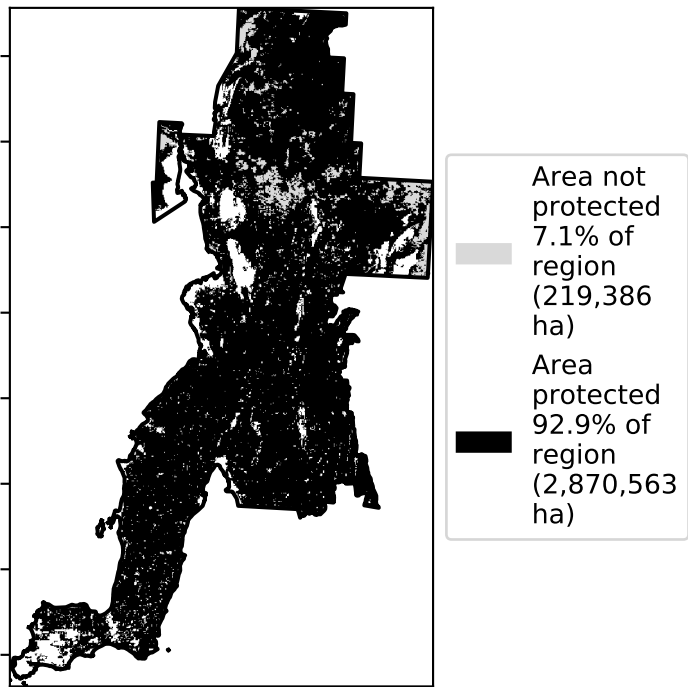 Area not
protected
7.1% of
region
(219,386
ha)
Area
protected
92.9% of
region
(2,870,563
ha)